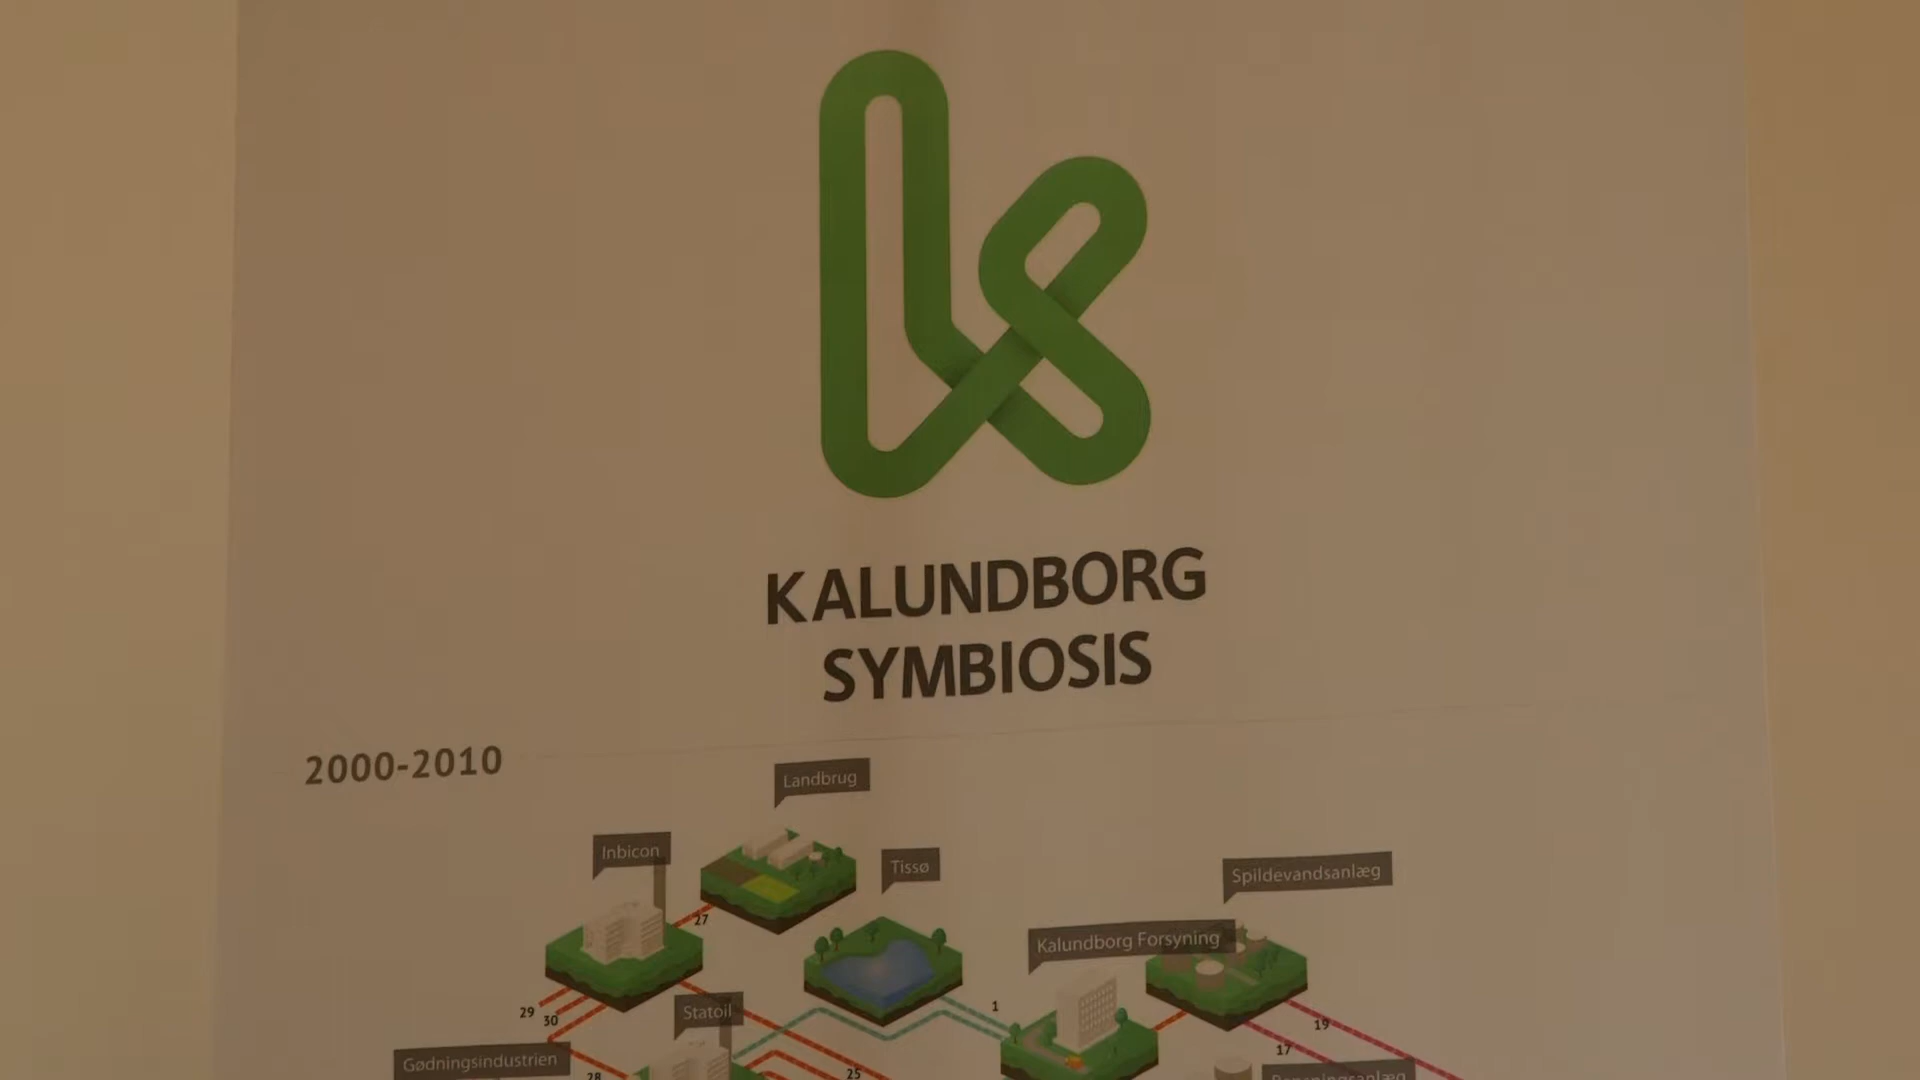 KALUNDBORG
SYMBIOSIS
2000-2010
Landbrug
Inbicon
Tissø
Spildevandsanlæg
27
Kalundborg Forsyning
29
30
Statoil
1
19
17
Gødningsindustrien
28
25